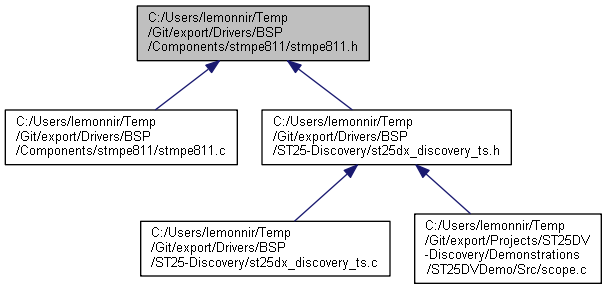 C:/Users/lemonnir/Temp
/Git/export/Drivers/BSP
/Components/stmpe811/stmpe811.h
C:/Users/lemonnir/Temp
/Git/export/Drivers/BSP
/Components/stmpe811/stmpe811.c
C:/Users/lemonnir/Temp
/Git/export/Drivers/BSP
/ST25-Discovery/st25dx_discovery_ts.h
C:/Users/lemonnir/Temp
/Git/export/Drivers/BSP
/ST25-Discovery/st25dx_discovery_ts.c
C:/Users/lemonnir/Temp
/Git/export/Projects/ST25DV
-Discovery/Demonstrations
/ST25DVDemo/Src/scope.c